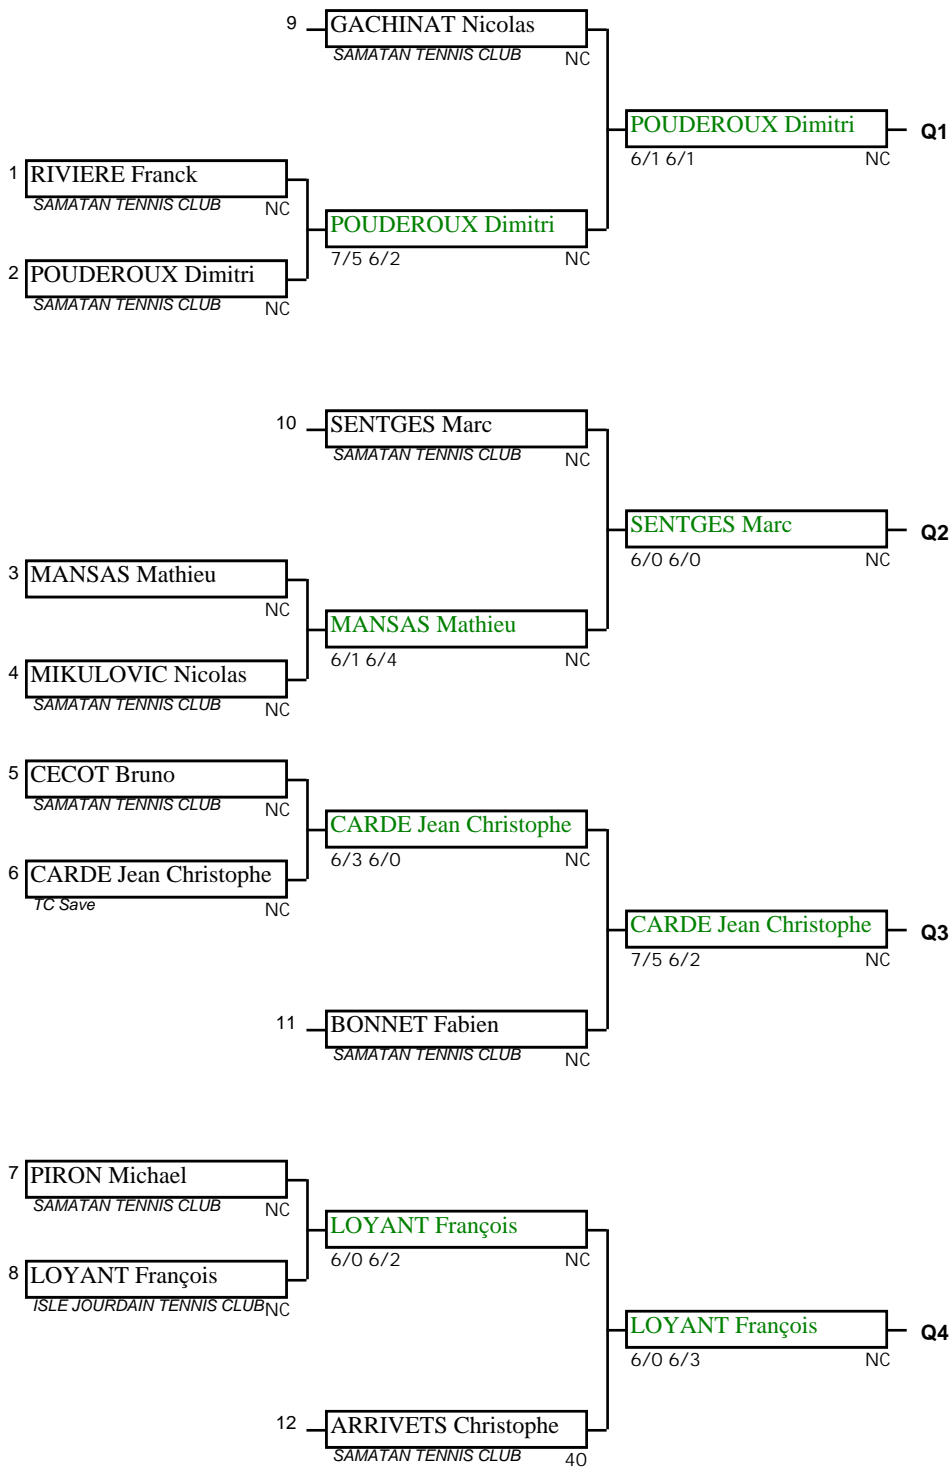 9 GACHINAT Nicolas
SAMATAN TENNIS CLUB NC
POUDEROUX Dimitri Q1
6/1 6/1 NC
1 RIVIERE Franck
SAMATAN TENNIS CLUB NC
POUDEROUX Dimitri
7/5 6/2 NC
2 POUDEROUX Dimitri
SAMATAN TENNIS CLUB NC
10 SENTGES Marc
SAMATAN TENNIS CLUB NC
SENTGES Marc Q2
6/0 6/0 NC
3 MANSAS Mathieu
NC
MANSAS Mathieu
6/1 6/4 NC
4 MIKULOVIC Nicolas
SAMATAN TENNIS CLUB NC
5 CECOT Bruno
SAMATAN TENNIS CLUB NC
CARDE Jean Christophe
6/3 6/0 NC
6 CARDE Jean Christophe
TC Save NC
CARDE Jean Christophe Q3
7/5 6/2 NC
11 BONNET Fabien
SAMATAN TENNIS CLUB NC
7 PIRON Michael
SAMATAN TENNIS CLUB NC
LOYANT François
6/0 6/2 NC
8 LOYANT François
ISLE JOURDAIN TENNIS CLUB NC
LOYANT François Q4
6/0 6/3 NC
12 ARRIVETS Christophe
SAMATAN TENNIS CLUB 40